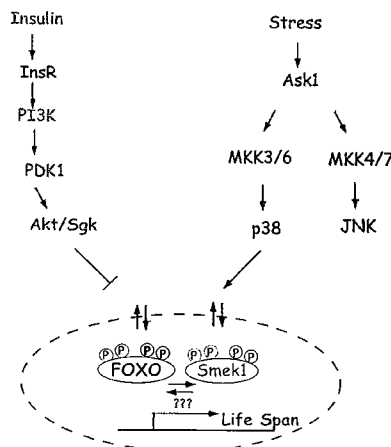 Insulin
InsR
PI3K
PDK1
Akt/Sgk
Stress
Ask1
MKK3/6 MKK4/7
p38 JNK
P P P P P P P P
FOXO Smek1
???
Life Span